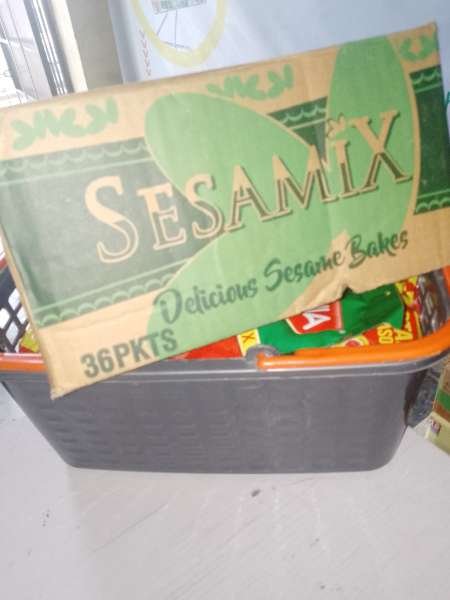 SESAMIX
Delicious Sesame Bakes
36PKTS